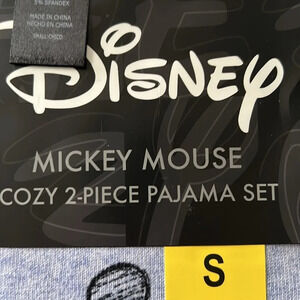 5% SPANDEX
MADE IN CHINA
HECHO EN CHINA
SMALL/CHICO
Disney
MICKEY MOUSE
COZY 2-PIECE PAJAMA SET
S